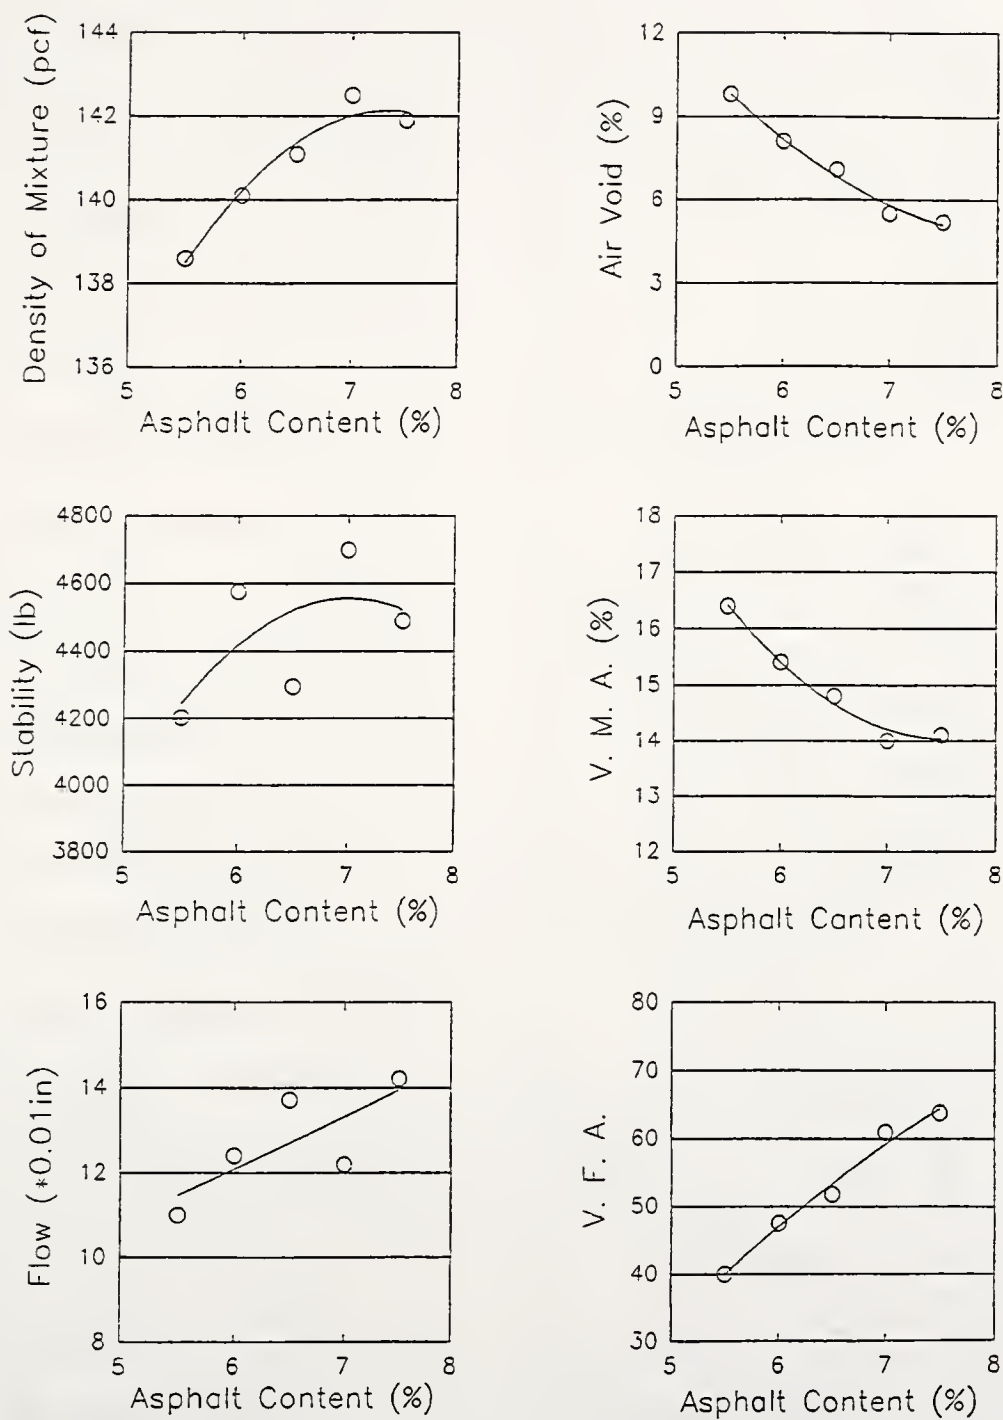 Density of Mixture (pcf)
144
142
140
138
136
5 6 7 8
Asphalt Content (%)
Air Void (%)
12
9
6
3
0
5 6 7 8
Asphalt Content (%)
Stability (lb)
4800
4600
4400
4200
4000
3800
5 6 7 8
Asphalt Content (%)
V. M. A. (%)
18
17
16
15
14
13
12
5 6 7 8
Asphalt Cantent (%)
Flow (*0.01in)
16
14
12
10
8
5 6 7 8
Asphalt Content (%)
V. F. A.
80
70
60
50
40
30
5 6 7 8
Asphalt Content (%)